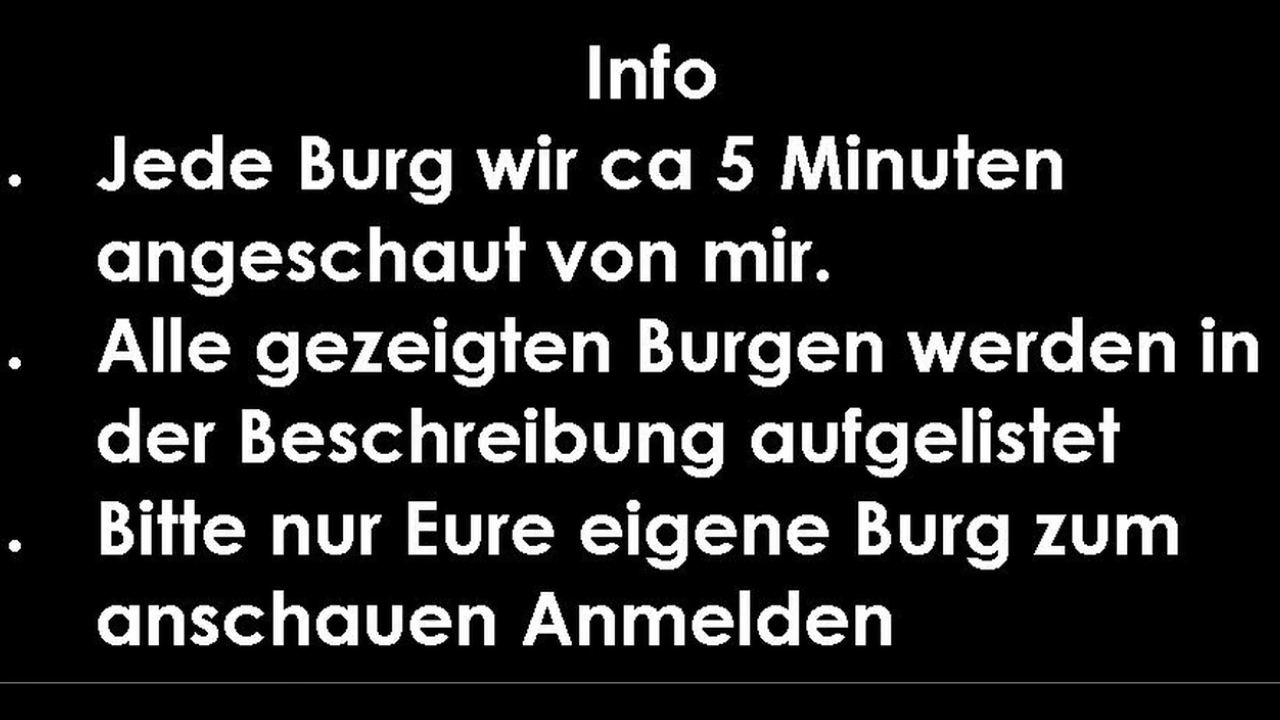 Info
. Jede Burg wir ca 5 Minuten
angeschaut von mir.
. Alle gezeigten Burgen werden in
der Beschreibung aufgelistet
. Bitte nur Eure eigene Burg zum
anschauen Anmelden